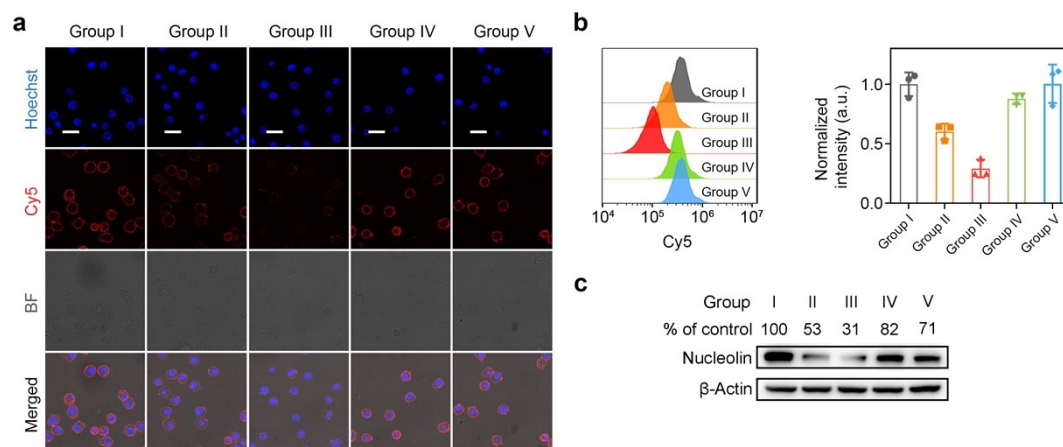 a
Group I Group II Group III Group IV Group V
Hoechst
Cy5
BF
Merged
b
Group I
Group II
Group III
Group IV
Group V
10⁴ 10⁵ 10⁶ 10⁷
Cy5
Normalized
intensity (a.u.)
1.0
0.5
0.0
Group I Group II Group III Group IV Group V
c
Group I II III IV V
% of control 100 53 31 82 71
Nucleolin
β-Actin